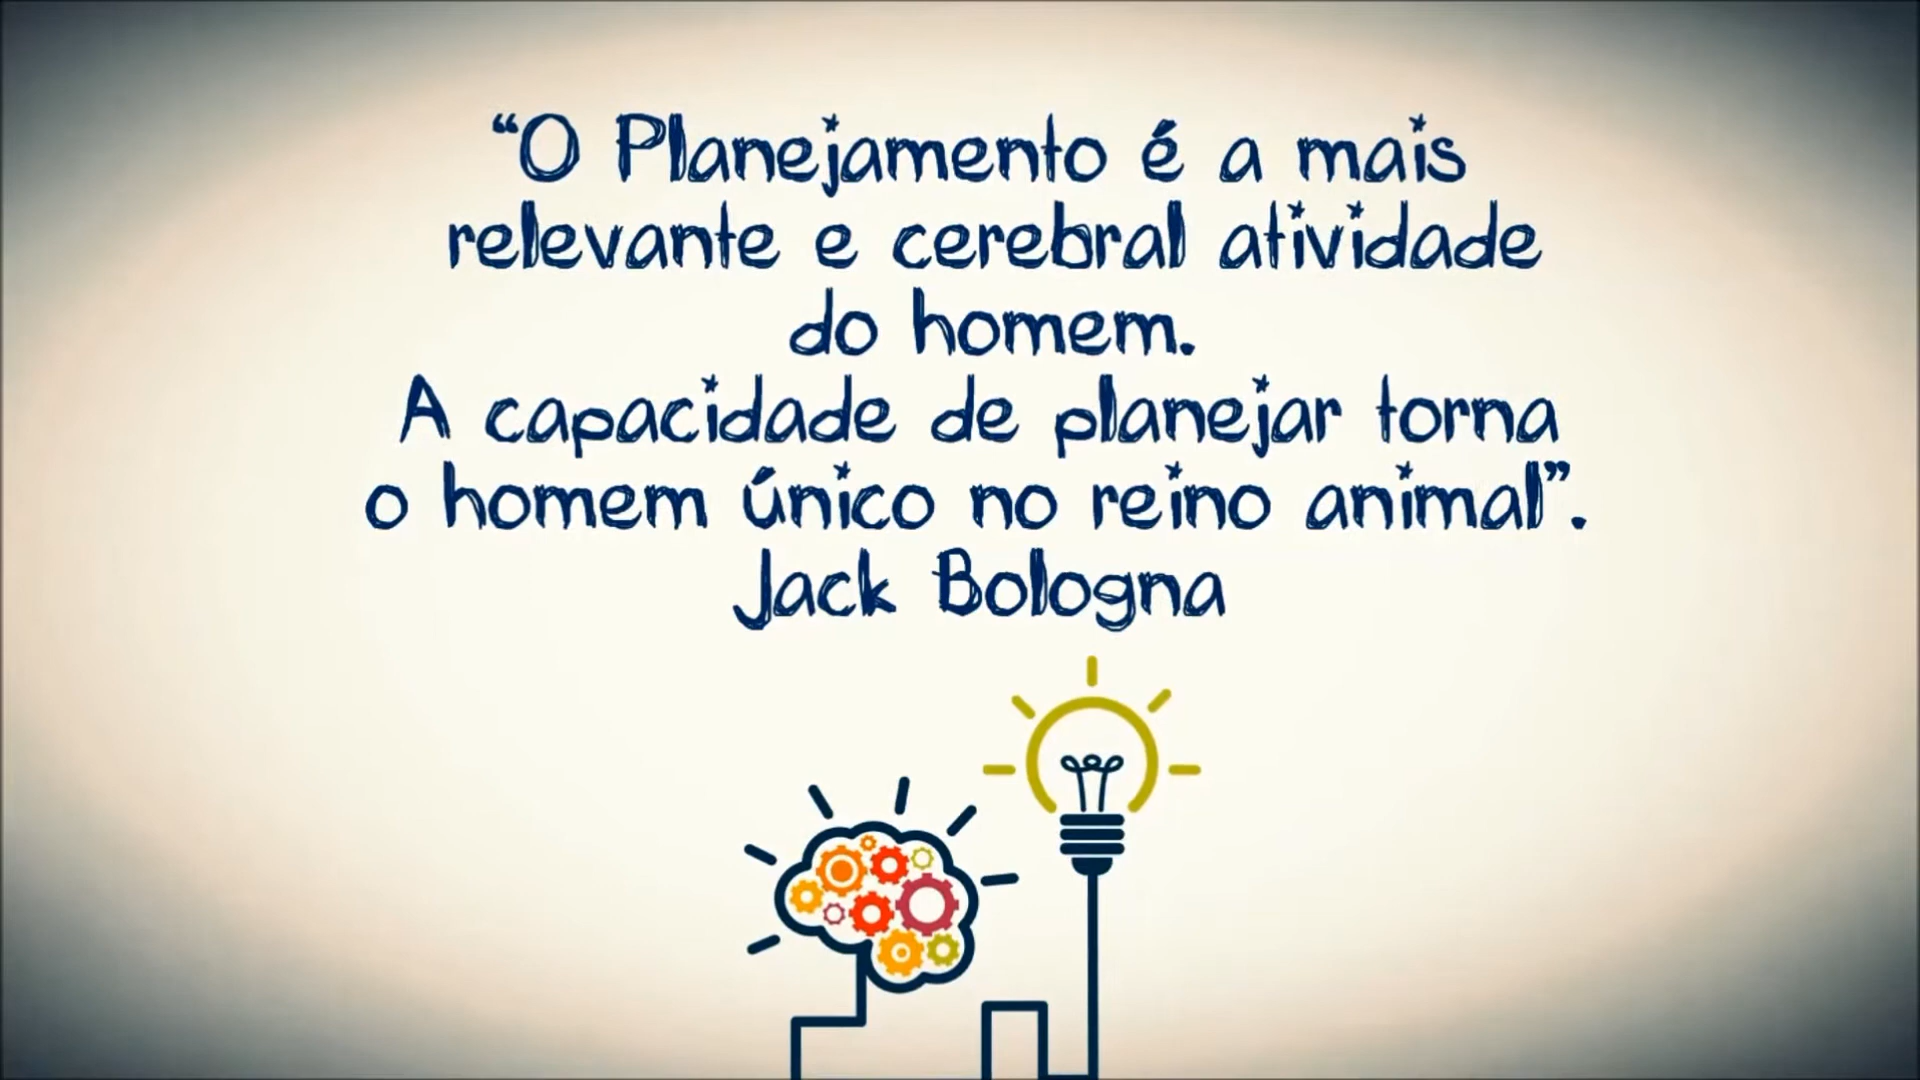 “O Planejamento é a mais
relevante e cerebral atividade
do homem.
A capacidade de planejar torna
o homem único no reino animal”.
Jack Bologna